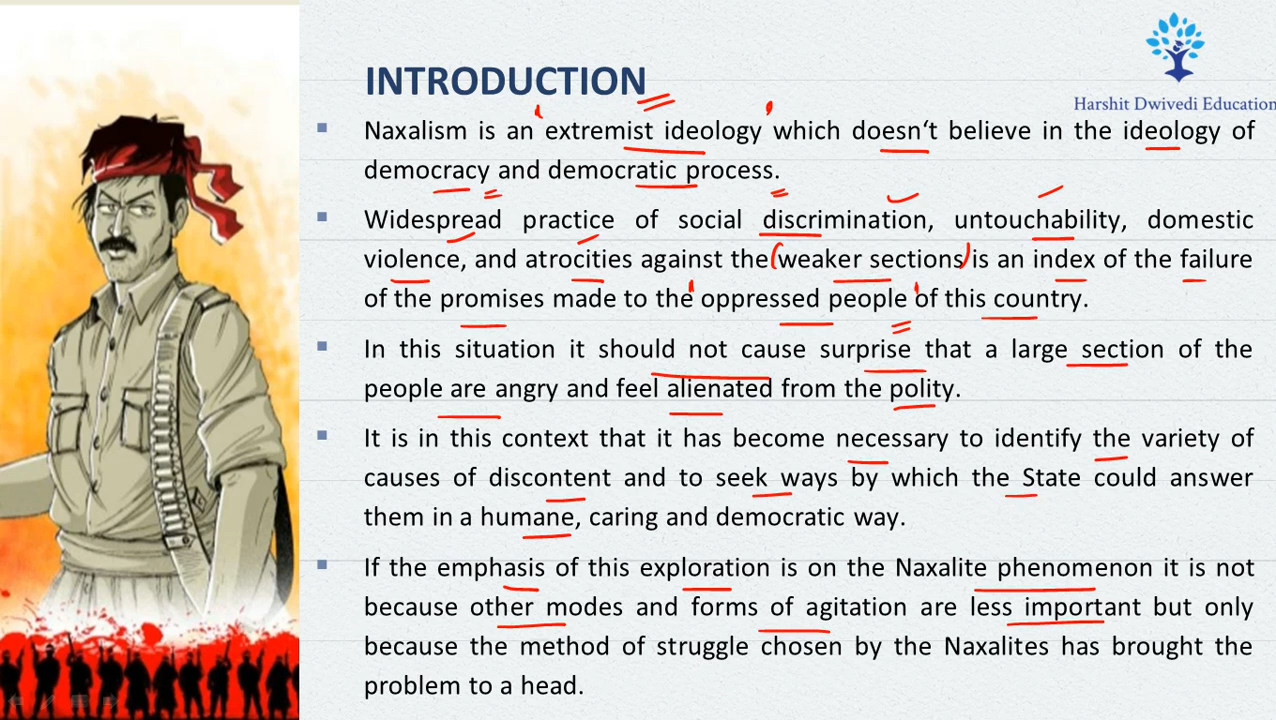 Harshit Dwivedi Education
INTRODUCTION
▪ Naxalism is an extremist ideology which doesn‘t believe in the ideology of
democracy and democratic process.
▪ Widespread practice of social discrimination, untouchability, domestic
violence, and atrocities against the weaker sections is an index of the failure
of the promises made to the oppressed people of this country.
▪ In this situation it should not cause surprise that a large section of the
people are angry and feel alienated from the polity.
▪ It is in this context that it has become necessary to identify the variety of
causes of discontent and to seek ways by which the State could answer
them in a humane, caring and democratic way.
▪ If the emphasis of this exploration is on the Naxalite phenomenon it is not
because other modes and forms of agitation are less important but only
because the method of struggle chosen by the Naxalites has brought the
problem to a head.